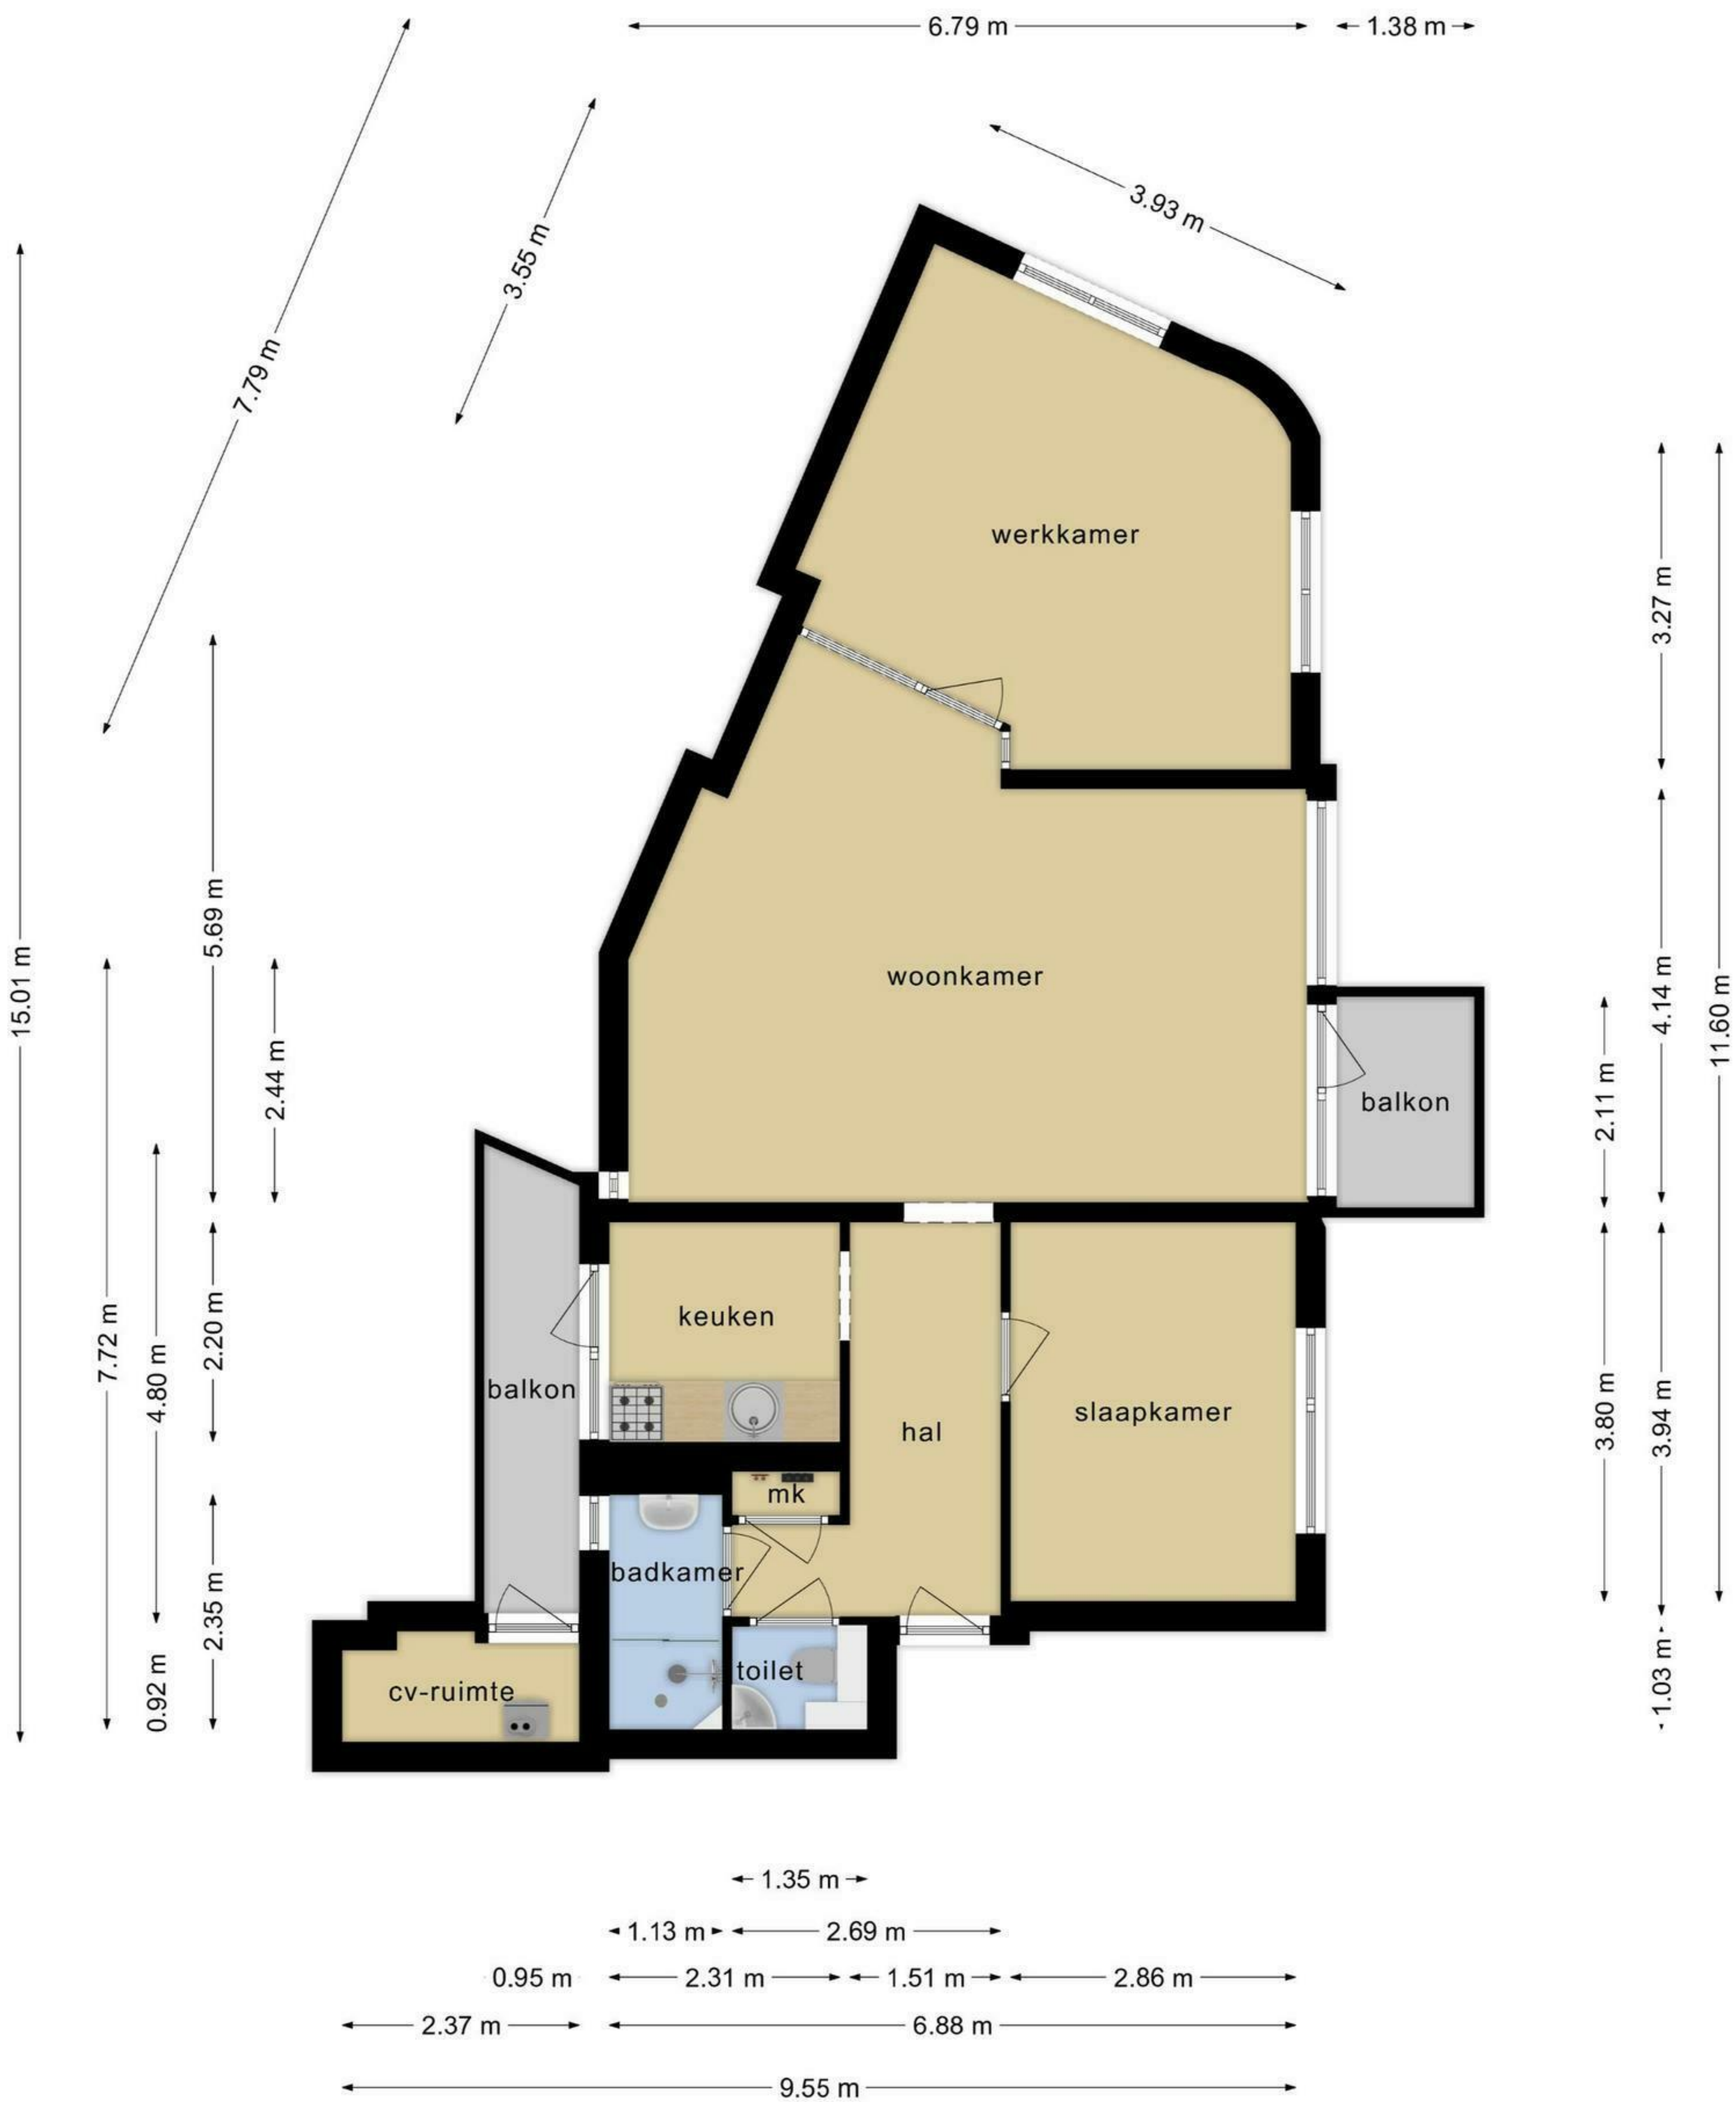 6.79 m
1.38 m
3.93 m
3.55 m
7.79 m
werkkamer
3.27 m
5.69 m
15.01 m
woonkamer
4.14 m
11.60 m
2.44 m
2.11 m
balkon
7.72 m
4.80 m
2.20 m
keuken
balkon
hal
slaapkamer
3.80 m
3.94 m
mk
badkamer
2.35 m
0.92 m
cv-ruimte
toilet
1.03 m
1.35 m
1.13 m
2.69 m
0.95 m
2.31 m
1.51 m
2.86 m
2.37 m
6.88 m
9.55 m